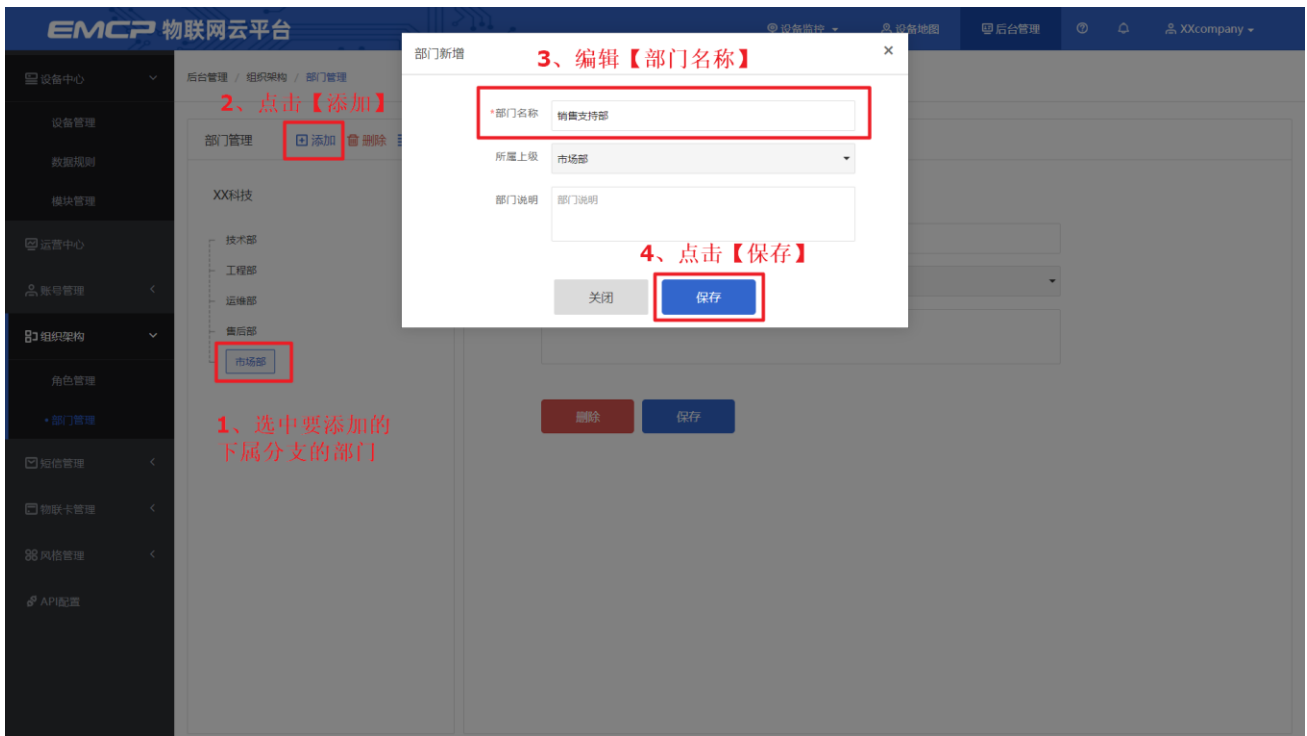 EMCP 物联网云平台
设备监控
设备地图
后台管理
XXcompany
设备中心
设备管理
数据规则
模块管理
运营中心
账号管理
组织架构
角色管理
部门管理
短信管理
物联卡管理
风格管理
API配置
后台管理 / 组织架构 / 部门管理
2、点击【添加】
部门管理
添加
删除
XX科技
技术部
工程部
运维部
售后部
市场部
1、选中要添加的
下属分支的部门
部门新增
×
3、编辑【部门名称】
*部门名称 销售支持部
所属上级 市场部
部门说明 部门说明
4、点击【保存】
关闭
保存
删除
保存